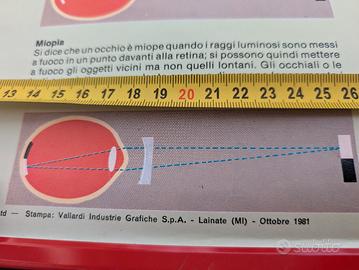 Miopia
Si dice che un occhio è miope quando i raggi luminosi sono messi
a fuoco in un punto davanti alla retina; si possono quindi mettere
a fuoco gli oggetti vicini ma non quelli lontani. Gli occhiali o le
13 14 15 16 17 18 19 20 21 22 23 24 25 26
ltd — Stampa: Vallardi Industrie Grafiche S.p.A. - Lainate (MI) - Ottobre 1981
subito